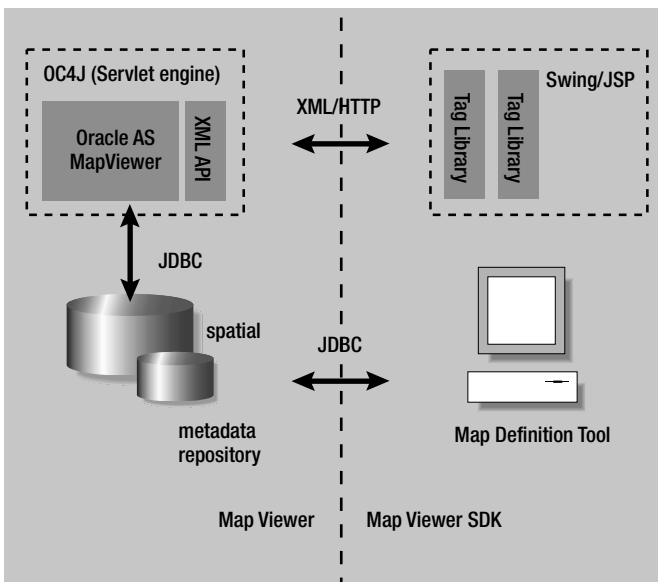 OC4J (Servlet engine)
Oracle AS
MapViewer
XML API
XML/HTTP
Swing/JSP
Tag Library
Tag Library
JDBC
spatial
metadata
repository
JDBC
Map Definition Tool
Map Viewer
Map Viewer SDK